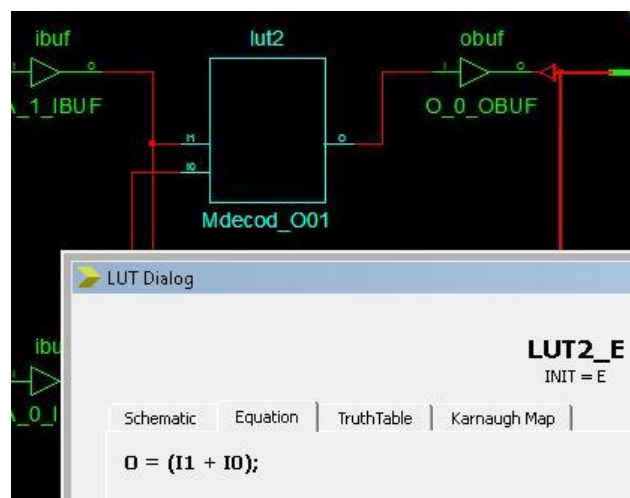 ibuf lut2 obuf
O I O
_1_IBUF I1 O O_0_OBUF
I0
Mdecod_O01
LUT Dialog
LUT2_E
INIT = E
ibu
_0_I
Schematic Equation TruthTable Karnaugh Map
O = (I1 + I0);